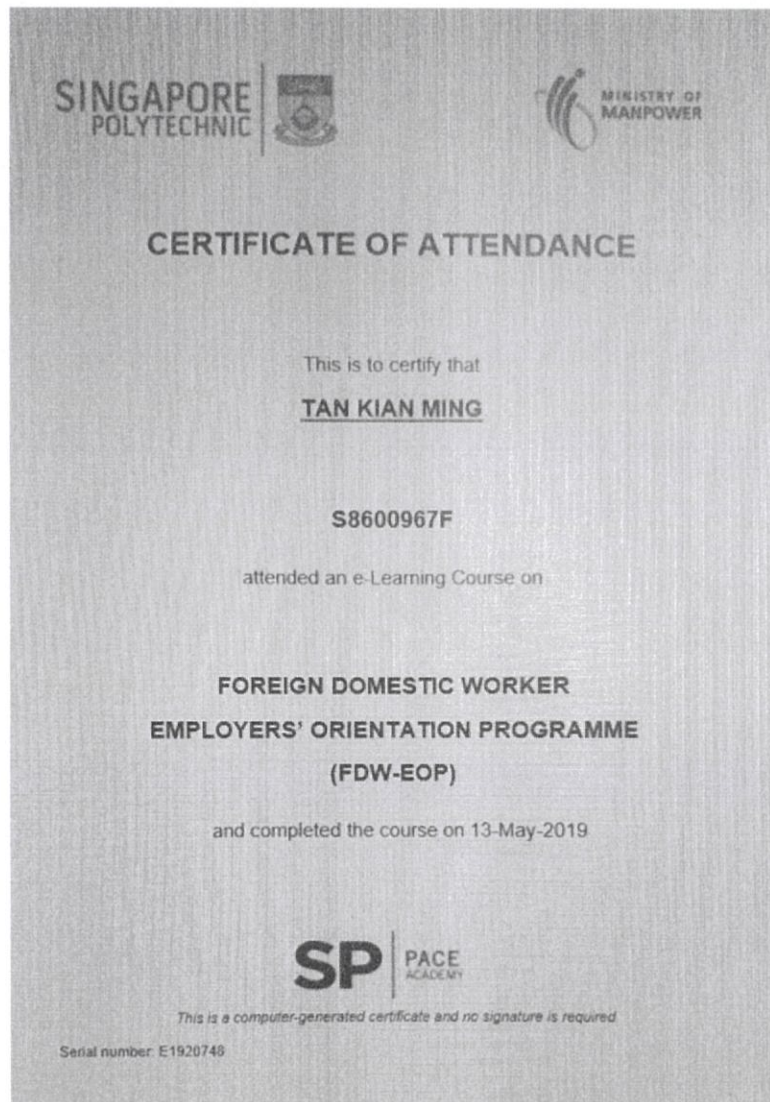 SINGAPORE
POLYTECHNIC
MINISTRY OF
MANPOWER
CERTIFICATE OF ATTENDANCE
This is to certify that
TAN KIAN MING
S8600967F
attended an e-Learning Course on
FOREIGN DOMESTIC WORKER
EMPLOYERS' ORIENTATION PROGRAMME
(FDW-EOP)
and completed the course on 13-May-2019
SP
PACE
ACADEMY
This is a computer-generated certificate and no signature is required
Serial number: E1920748